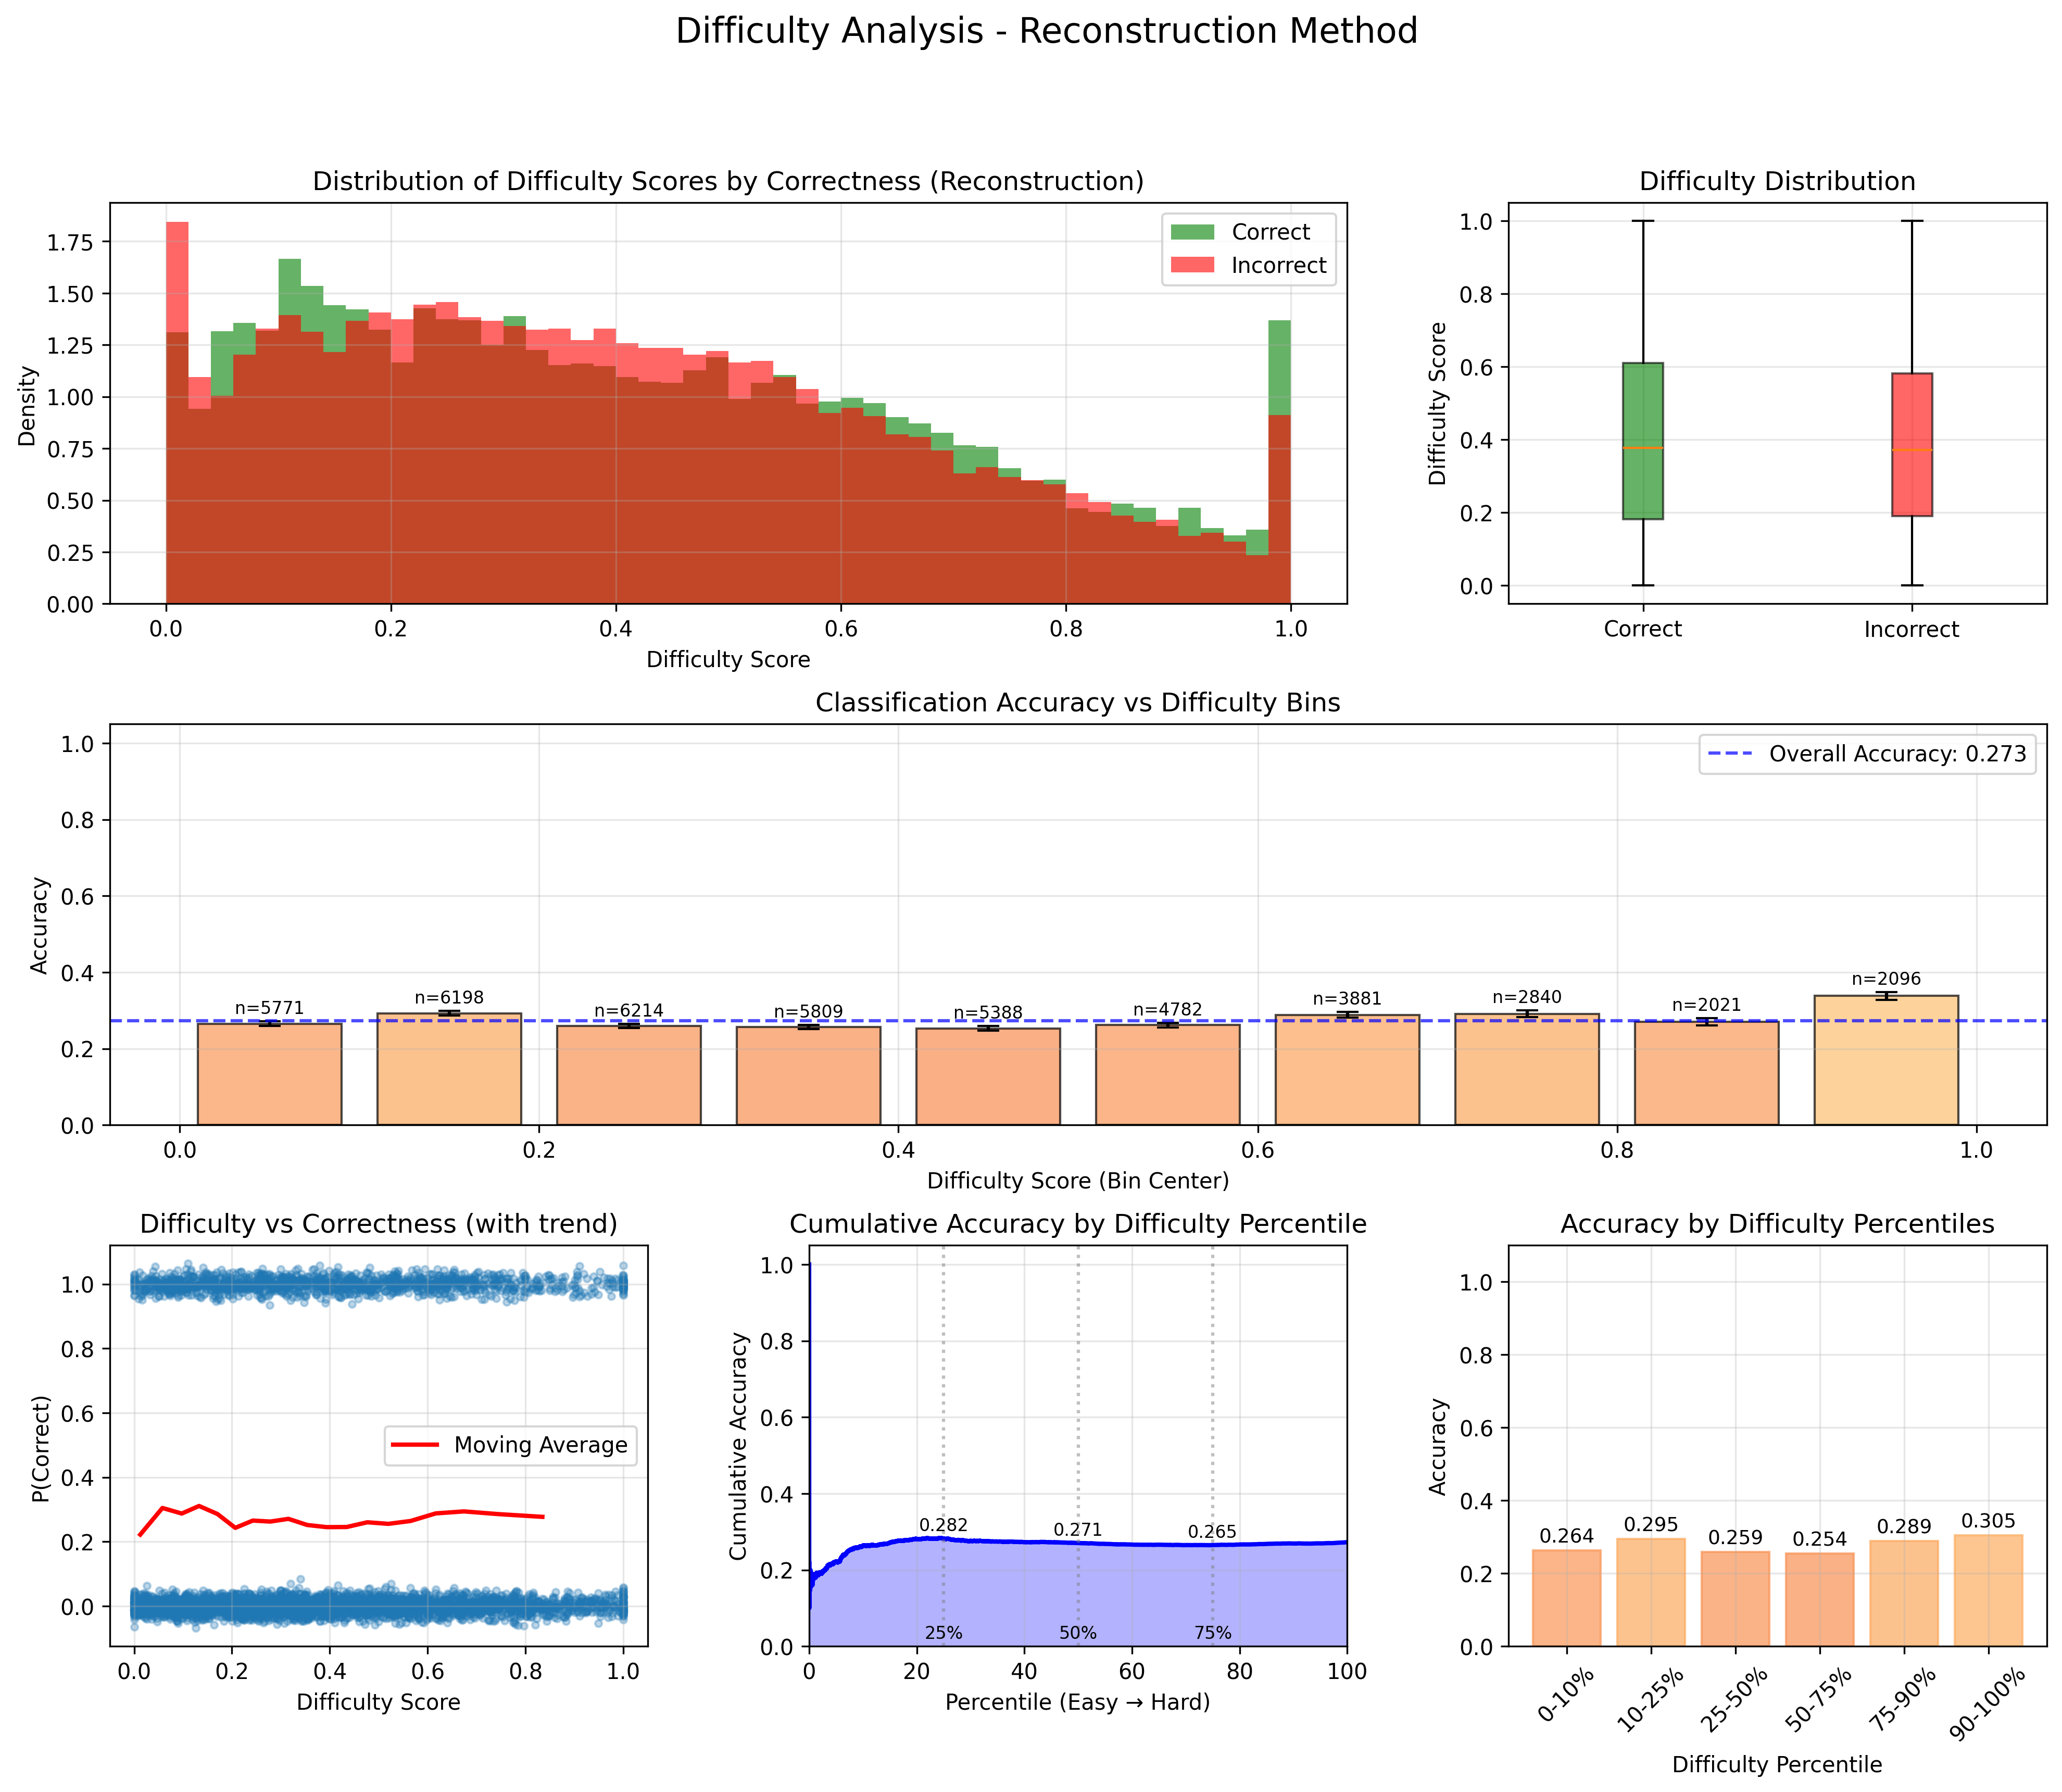 Difficulty Analysis - Reconstruction Method
Distribution of Difficulty Scores by Correctness (Reconstruction)
Density
1.75
1.50
1.25
1.00
0.75
0.50
0.25
0.00
Correct
Incorrect
0.0 0.2 0.4 0.6 0.8 1.0
Difficulty Score
Difficulty Distribution
Difficulty Score
1.0
0.8
0.6
0.4
0.2
0.0
Correct Incorrect
Classification Accuracy vs Difficulty Bins
Accuracy
1.0
0.8
0.6
0.4
0.2
0.0
Overall Accuracy: 0.273
n=5771 n=6198 n=6214 n=5809 n=5388 n=4782 n=3881 n=2840 n=2021 n=2096
0.0 0.2 0.4 0.6 0.8 1.0
Difficulty Score (Bin Center)
Difficulty vs Correctness (with trend)
P(Correct)
1.0
0.8
0.6
0.4
0.2
0.0
Moving Average
0.0 0.2 0.4 0.6 0.8 1.0
Difficulty Score
Cumulative Accuracy by Difficulty Percentile
Cumulative Accuracy
1.0
0.8
0.6
0.4
0.2
0.0
0.282 0.271 0.265
25% 50% 75%
0 20 40 60 80 100
Percentile (Easy → Hard)
Accuracy by Difficulty Percentiles
Accuracy
1.0
0.8
0.6
0.4
0.2
0.0
0.264 0.295 0.259 0.254 0.289 0.305
0-10% 10-25% 25-50% 50-75% 75-90% 90-100%
Difficulty Percentile